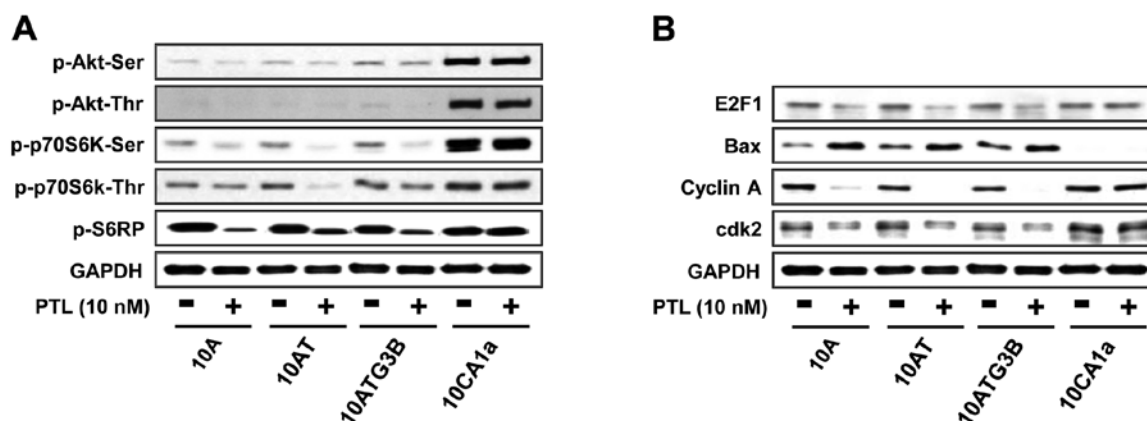 A
p-Akt-Ser
p-Akt-Thr
p-p70S6K-Ser
p-p70S6k-Thr
p-S6RP
GAPDH
PTL (10 nM) - + - + - + - +
10A 10AT 10ATG3B 10CA1a
B
E2F1
Bax
Cyclin A
cdk2
GAPDH
PTL (10 nM) - + - + - + - +
10A 10AT 10ATG3B 10CA1a